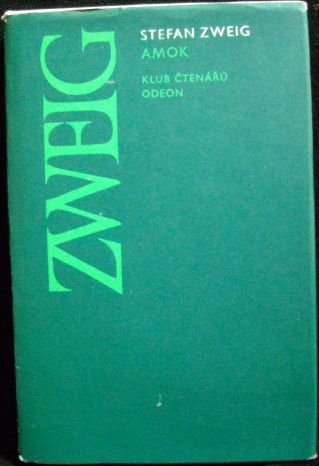 ZWEIG
STEFAN ZWEIG
AMOK
KLUB ČTENÁŘŮ
ODEON